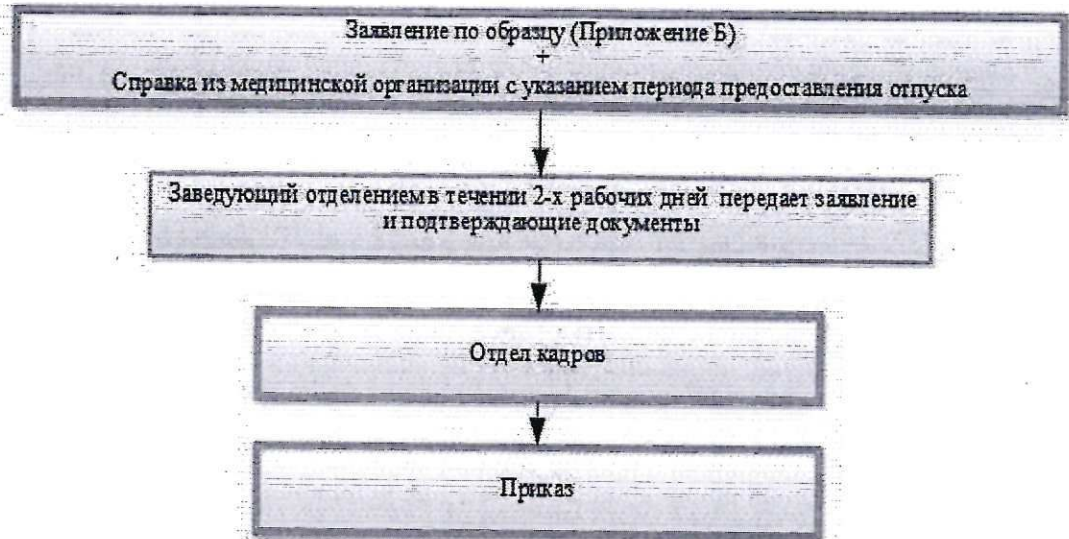 Заявление по образцу (Приложение Б)
+
Справка из медицинской организации с указанием периода предоставления отпуска
Заведующий отделением в течении 2-х рабочих дней передает заявление
и подтверждающие документы
Отдел кадров
Приказ